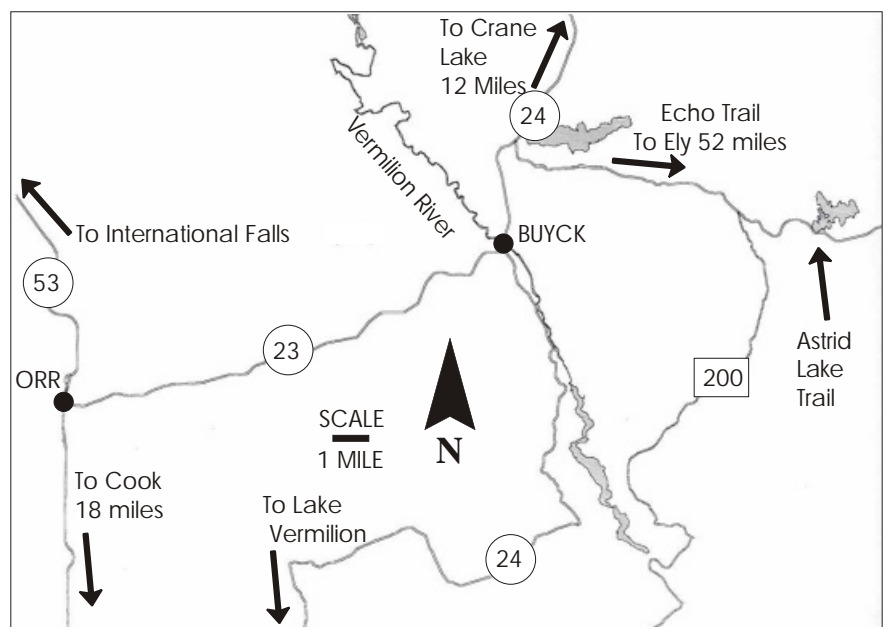 To Crane
Lake
12 Miles
24
Echo Trail
To Ely 52 miles
Vermilion River
To International Falls
BUYCK
53
23
Astrid
Lake
Trail
ORR
200
SCALE
1 MILE
N
To Cook
18 miles
To Lake
Vermilion
24